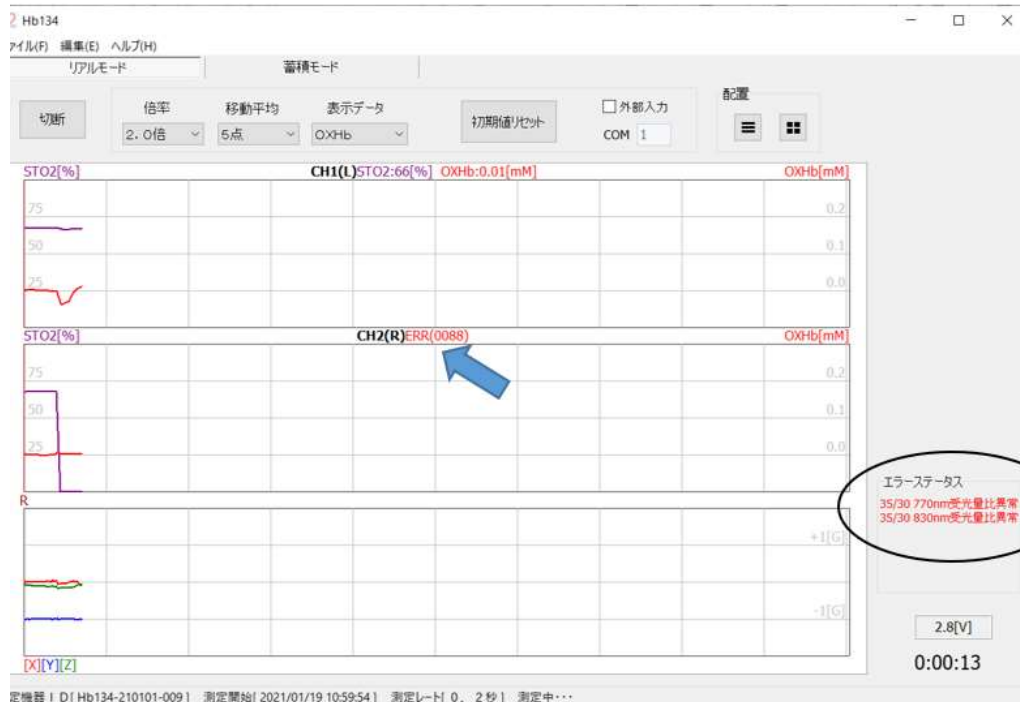 Hb134
ァイル(F) 編集(E) ヘルプ(H)
リアルモード 蓄積モード
切断 倍率 移動平均 表示データ 初期値リセット 外部入力 配置
2.0倍 5点 OXHb COM 1
STO2[%] CH1(L)STO2:66[%] OXHb:0.01[mM] OXHb[mM]
75 0.2
50 0.1
25 0.0
STO2[%] CH2(R)ERR(0088) OXHb[mM]
75 0.2
50 0.1
25 0.0
エラーステータス
35/30 770nm受光量比異常
35/30 830nm受光量比異常
R
+1[G]
-1[G]
2.8[V]
0:00:13
[X][Y][Z]
定機器ID[Hb134-210101-009] 測定開始[2021/01/19 10:59:54] 測定レート[0.2秒] 測定中・・・